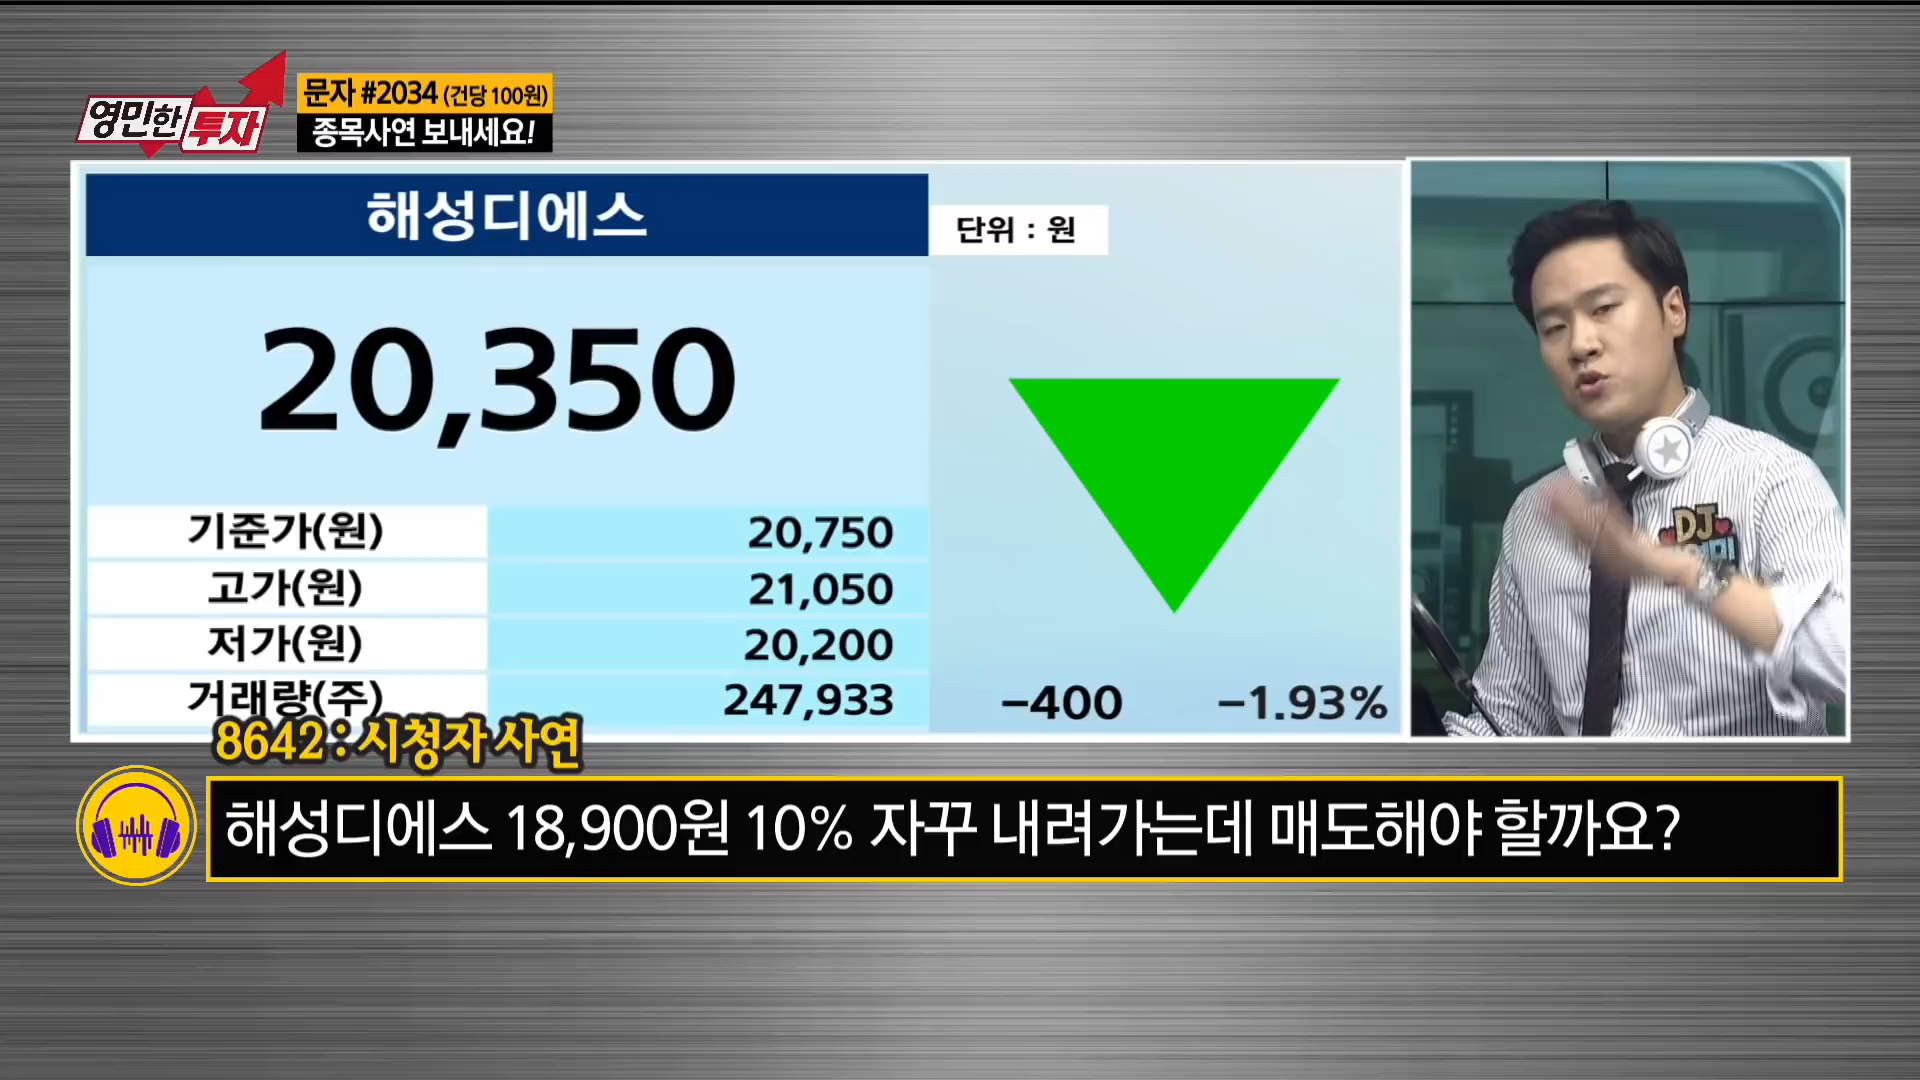 영민한 투자
문자 #2034 (건당 100원)
종목사연 보내세요!
해성디에스
단위 : 원
20,350
기준가(원) 20,750
고가(원) 21,050
저가(원) 20,200
거래량(주) 247,933
-400 -1.93%
DJ
8642 : 시청자 사연
해성디에스 18,900원 10% 자꾸 내려가는데 매도해야 할까요?